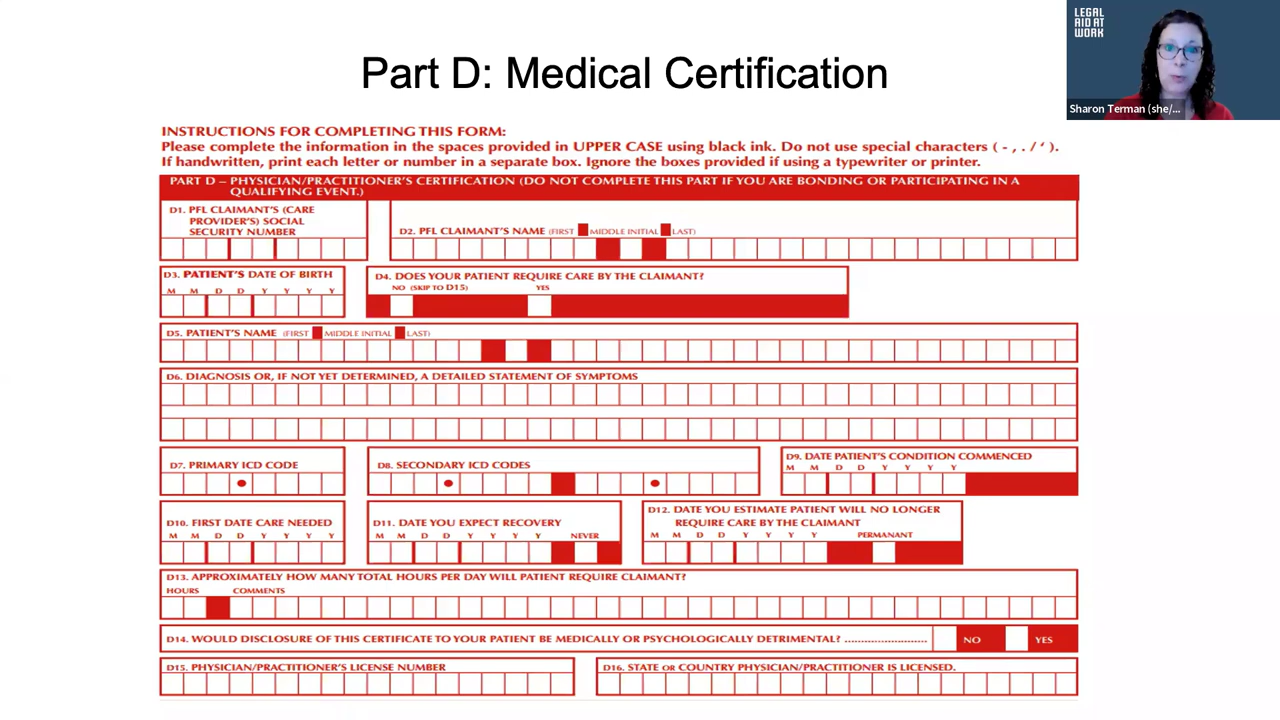 LEGAL
AID AT
WORK
Sharon Terman (she/...
Part D: Medical Certification
INSTRUCTIONS FOR COMPLETING THIS FORM:
Please complete the information in the spaces provided in UPPER CASE using black ink. Do not use special characters ( - , . / ‘ ).
If handwritten, print each letter or number in a separate box. Ignore the boxes provided if using a typewriter or printer.
PART D – PHYSICIAN/PRACTITIONER'S CERTIFICATION (DO NOT COMPLETE THIS PART IF YOU ARE BONDING OR PARTICIPATING IN A
QUALIFYING EVENT.)
D1. PFL CLAIMANT'S (CARE
PROVIDER'S) SOCIAL
SECURITY NUMBER
D2. PFL CLAIMANT'S NAME (FIRST MIDDLE INITIAL LAST)
D3. PATIENT'S DATE OF BIRTH
M M D D Y Y Y Y
D4. DOES YOUR PATIENT REQUIRE CARE BY THE CLAIMANT?
NO (SKIP TO D15) YES
D5. PATIENT'S NAME (FIRST MIDDLE INITIAL LAST)
D6. DIAGNOSIS OR, IF NOT YET DETERMINED, A DETAILED STATEMENT OF SYMPTOMS
D7. PRIMARY ICD CODE
D8. SECONDARY ICD CODES
D9. DATE PATIENT'S CONDITION COMMENCED
M M D D Y Y Y Y
D10. FIRST DATE CARE NEEDED
M M D D Y Y Y Y
D11. DATE YOU EXPECT RECOVERY
M M D D Y Y Y Y NEVER
D12. DATE YOU ESTIMATE PATIENT WILL NO LONGER
REQUIRE CARE BY THE CLAIMANT
M M D D Y Y Y Y PERMANANT
D13. APPROXIMATELY HOW MANY TOTAL HOURS PER DAY WILL PATIENT REQUIRE CLAIMANT?
HOURS COMMENTS
D14. WOULD DISCLOSURE OF THIS CERTIFICATE TO YOUR PATIENT BE MEDICALLY OR PSYCHOLOGICALLY DETRIMENTAL? ......................... NO YES
D15. PHYSICIAN/PRACTITIONER'S LICENSE NUMBER
D16. STATE OR COUNTRY PHYSICIAN/PRACTITIONER IS LICENSED.